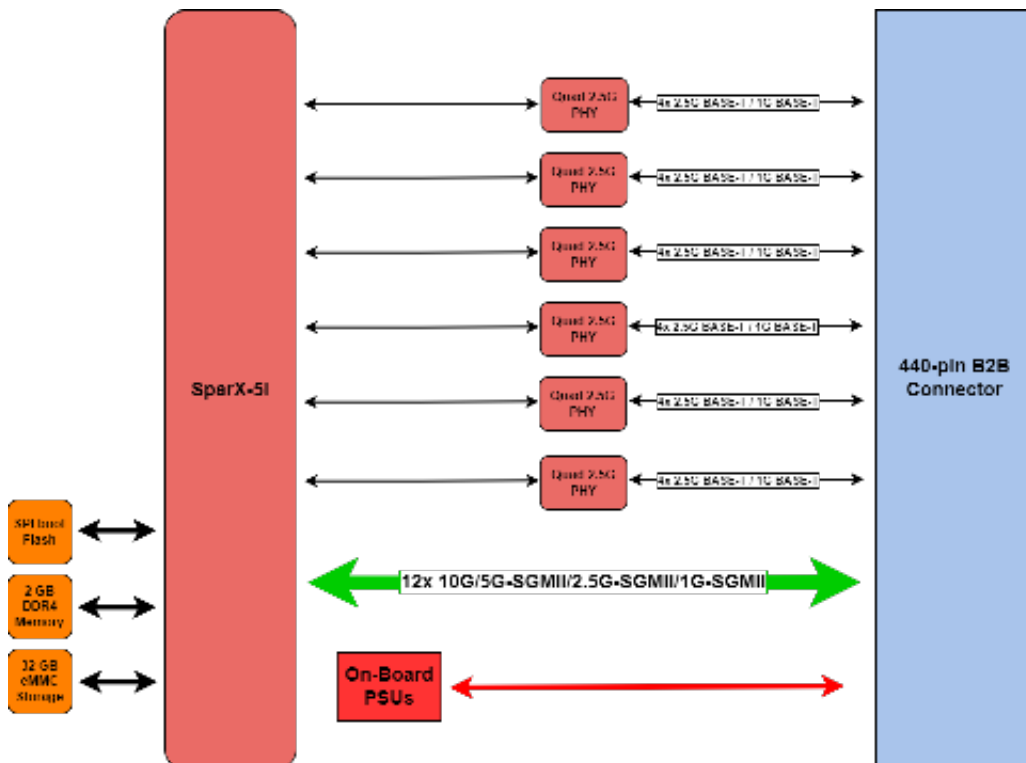 Quad 2.5G
PHY
4x 2.5G BASE-T / 1G BASE-T
Quad 2.5G
PHY
4x 2.5G BASE-T / 1G BASE-T
Quad 2.5G
PHY
4x 2.5G BASE-T / 1G BASE-T
Quad 2.5G
PHY
4x 2.5G BASE-T / 1G BASE-T
SparX-5i
440-pin B2B
Connector
Quad 2.5G
PHY
4x 2.5G BASE-T / 1G BASE-T
Quad 2.5G
PHY
4x 2.5G BASE-T / 1G BASE-T
SPI boot
Flash
12x 10G/5G-SGMII/2.5G-SGMII/1G-SGMII
2 GB
DDR4
Memory
32 GB
eMMC
Storage
On-Board
PSUs